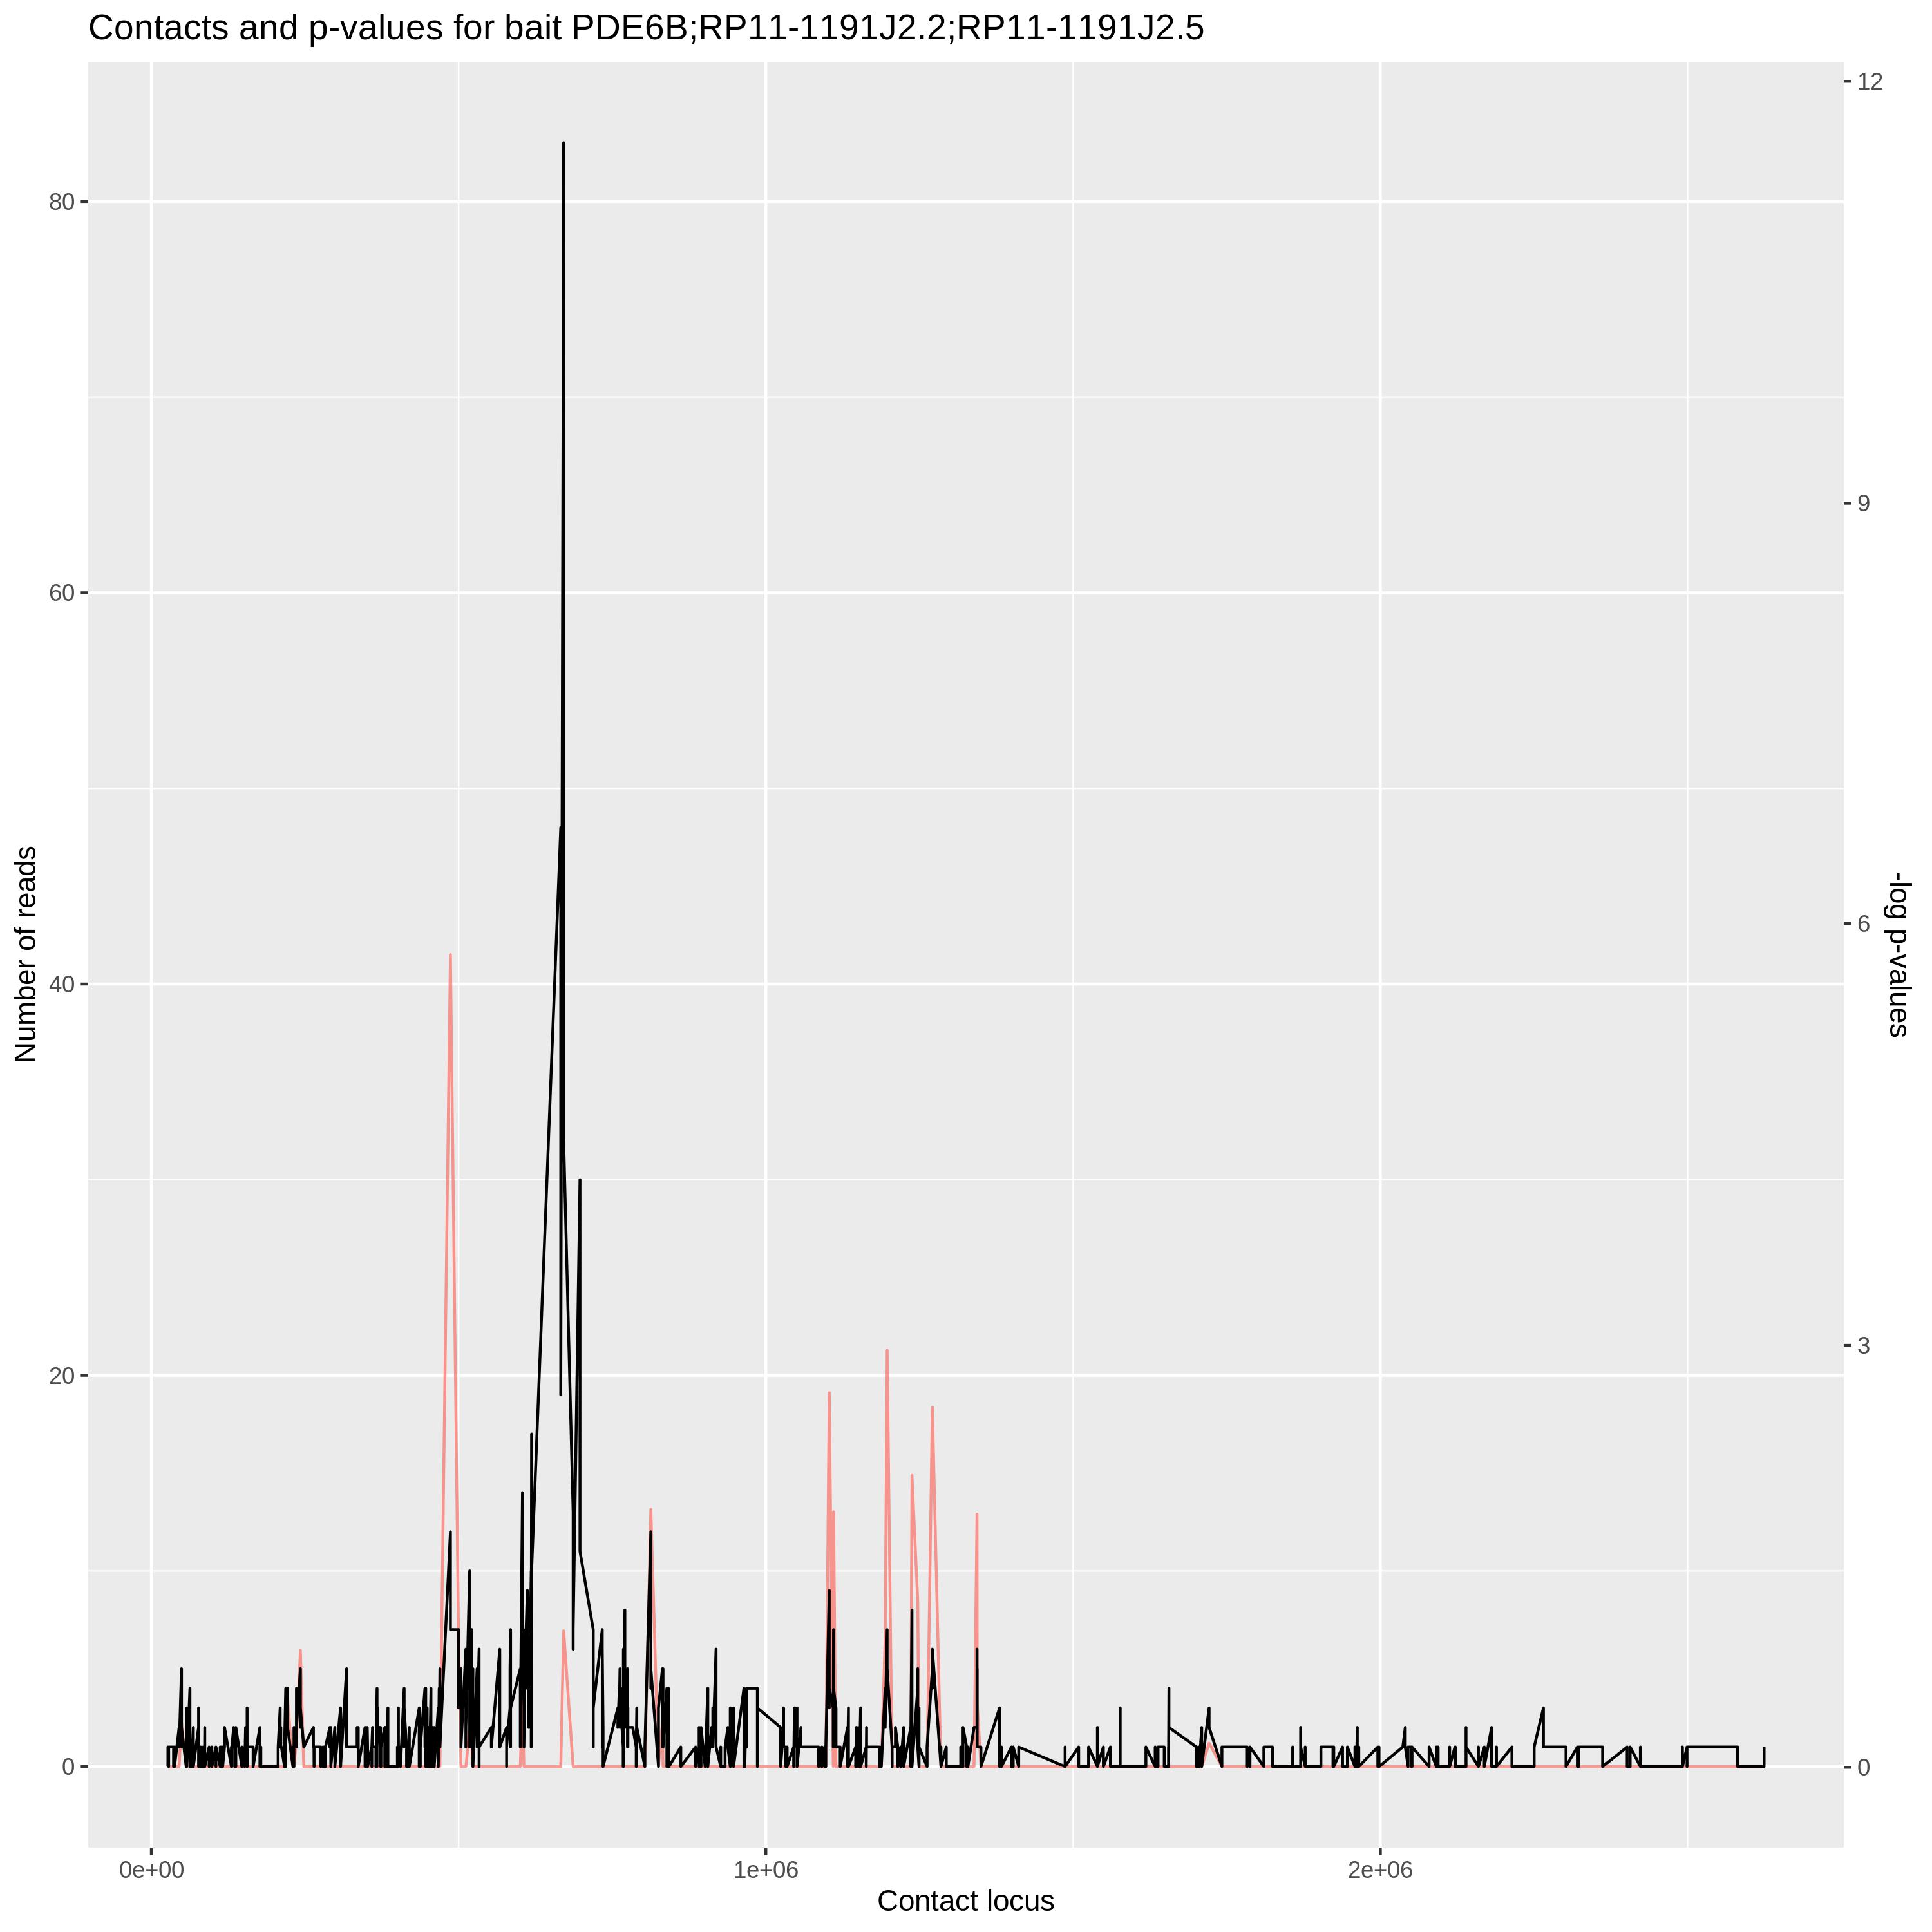 Contacts and p-values for bait PDE6B;RP11-1191J2.2;RP11-1191J2.5
80
60
40
20
0
Number of reads
12
9
6
3
0
-log p-values
0e+00
1e+06
2e+06
Contact locus